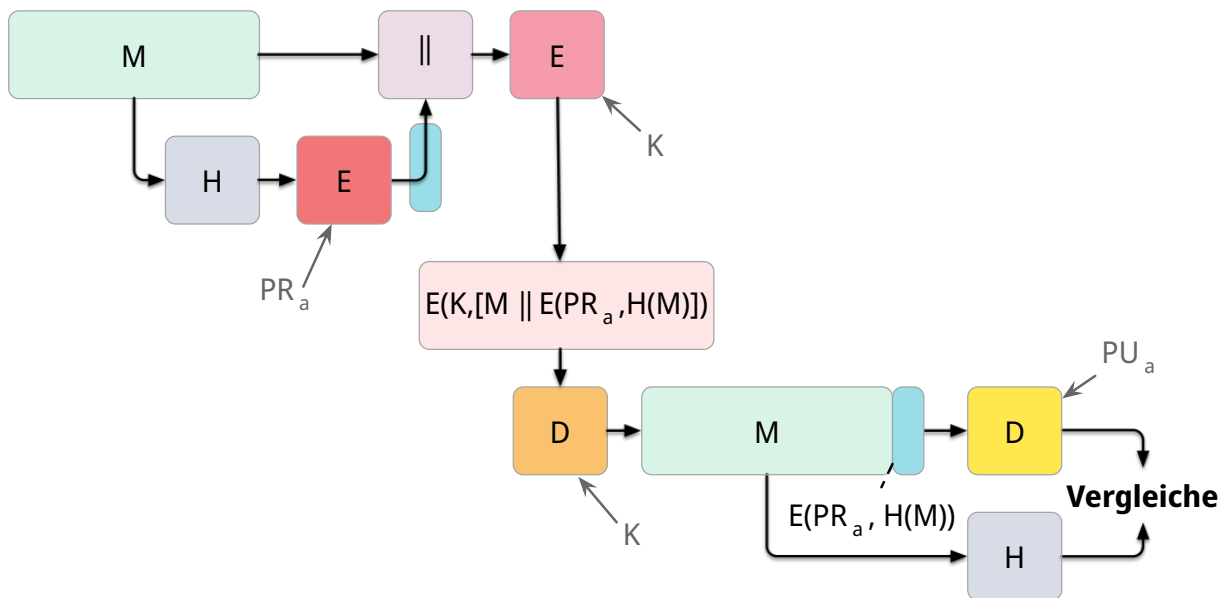 M
||
E
K
H
E
PR a
E(K,[M || E(PR a ,H(M)])
PU a
D
M
D
K
E(PR a , H(M))
Vergleiche
H